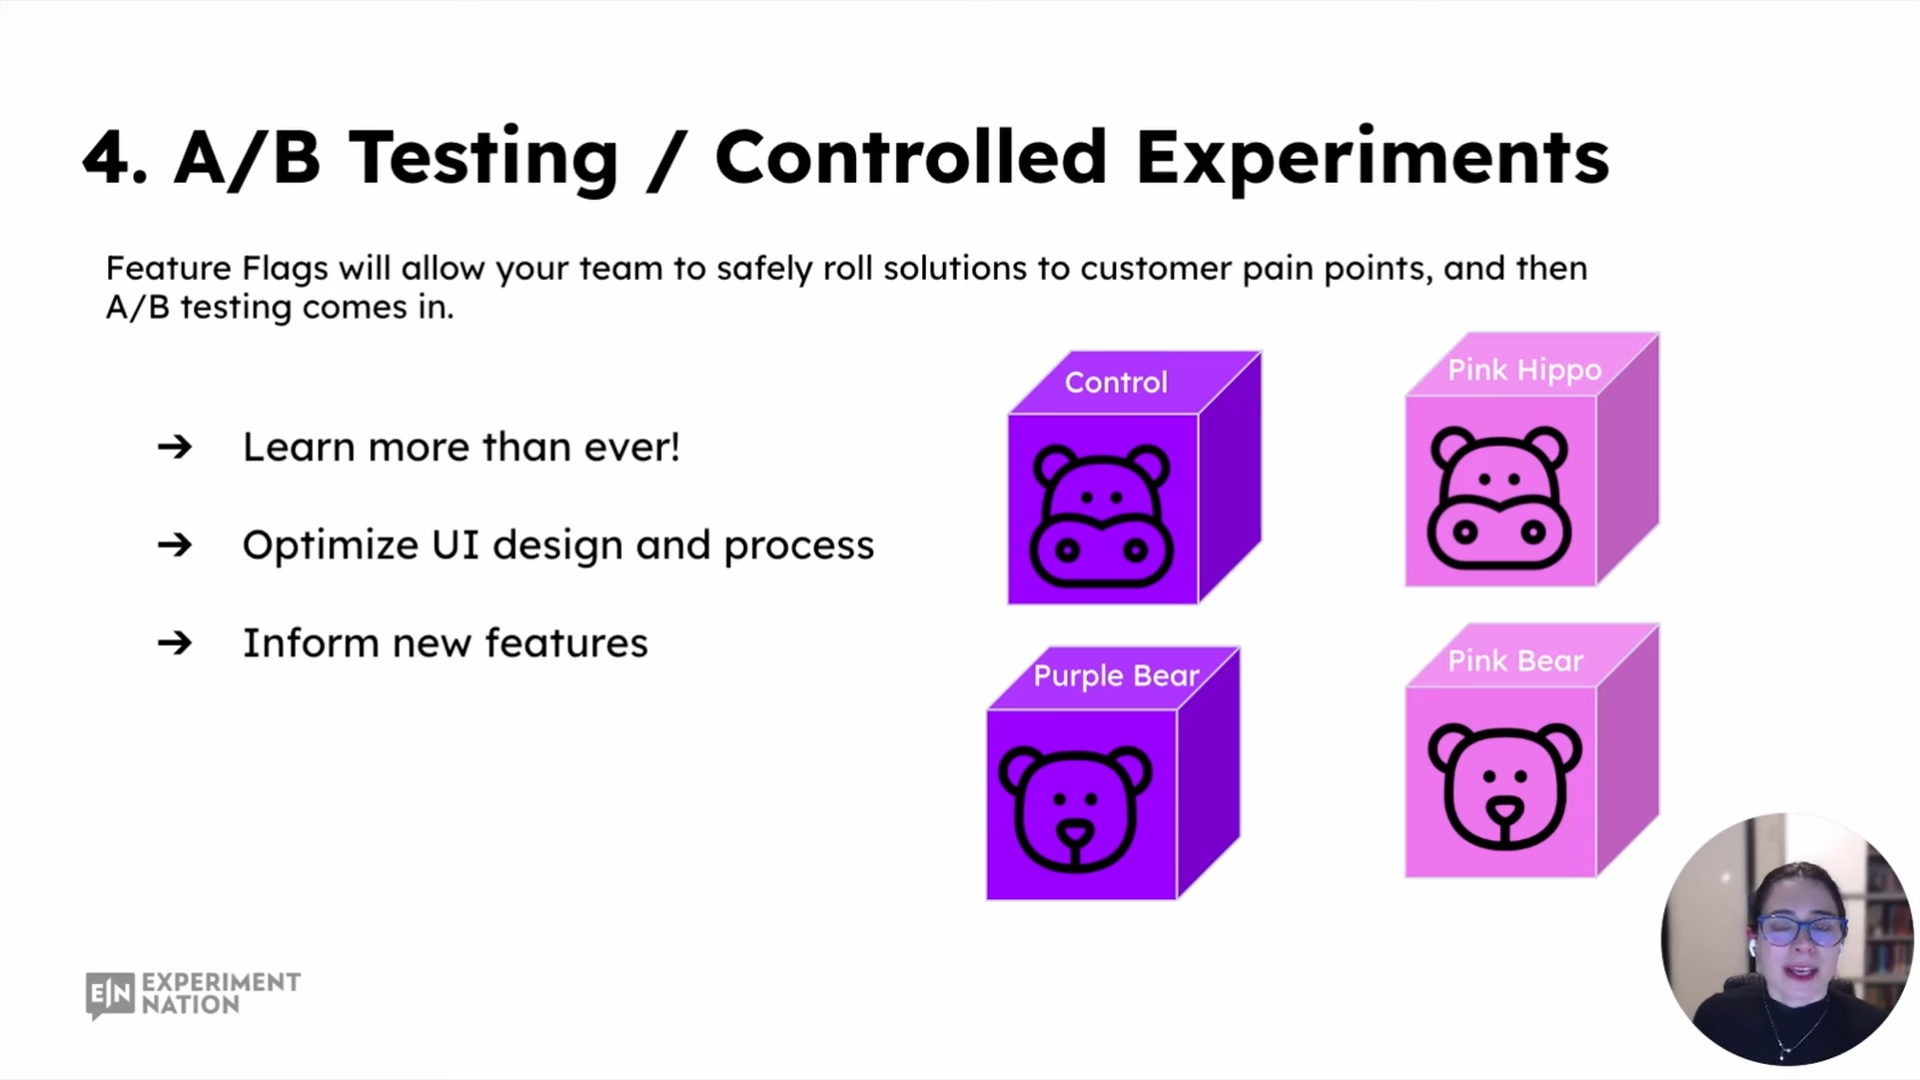 4. A/B Testing / Controlled Experiments
Feature Flags will allow your team to safely roll solutions to customer pain points, and then
A/B testing comes in.
➔ Learn more than ever!
➔ Optimize UI design and process
➔ Inform new features
Control
Pink Hippo
Purple Bear
Pink Bear
E|N EXPERIMENT
NATION